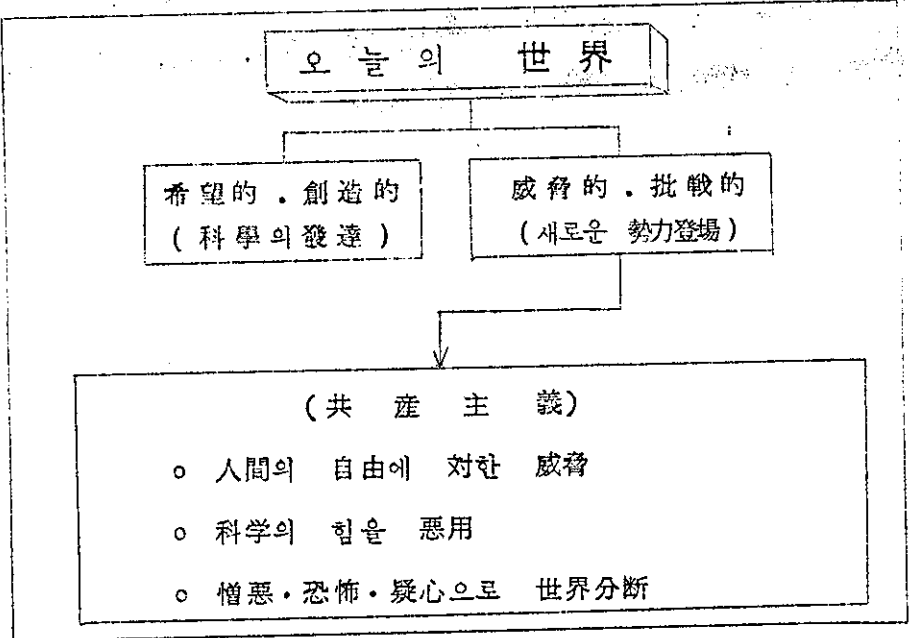 오늘의 世界
希望的 . 創造的
( 科學의 發達 )
威脅的 . 批戦的
(새로운 勢力登場)
(共 産 主 義)
o 人間의 自由에 対한 威脅
o 科学의 힘을 悪用
o 憎悪・恐怖・疑心으로 世界分断